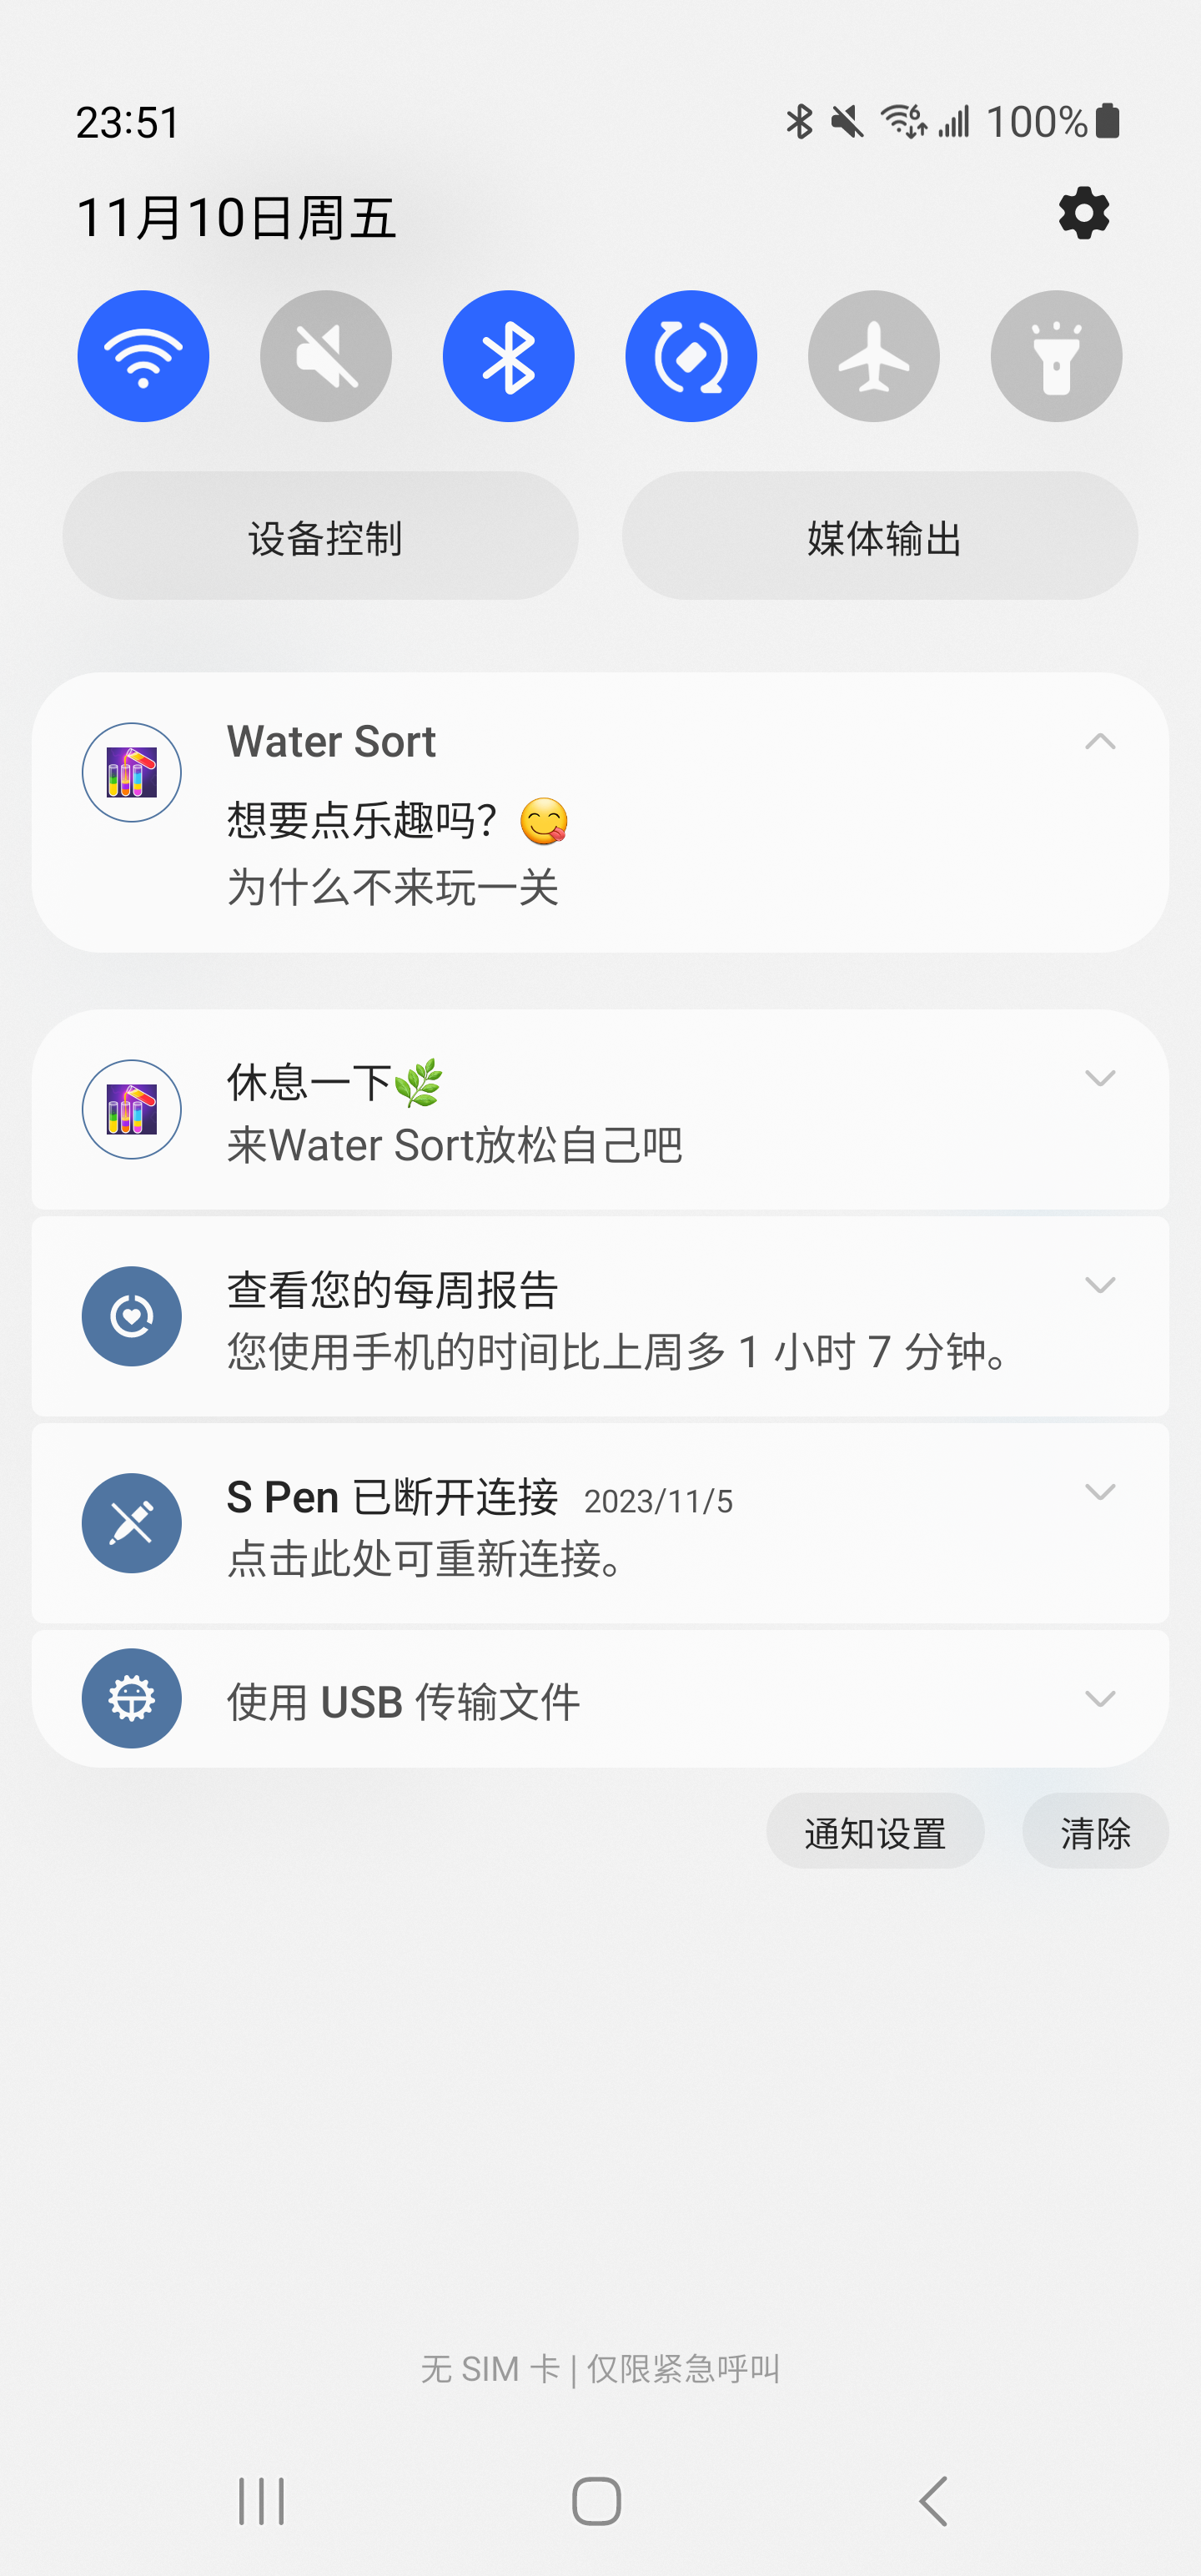 23:51
6
100%
11月10日周五
设备控制
媒体输出
Water Sort
想要点乐趣吗？😋
为什么不来玩一关
休息一下🌿
来Water Sort放松自己吧
查看您的每周报告
您使用手机的时间比上周多 1 小时 7 分钟。
S Pen 已断开连接 2023/11/5
点击此处可重新连接。
使用 USB 传输文件
通知设置
清除
无 SIM 卡 | 仅限紧急呼叫